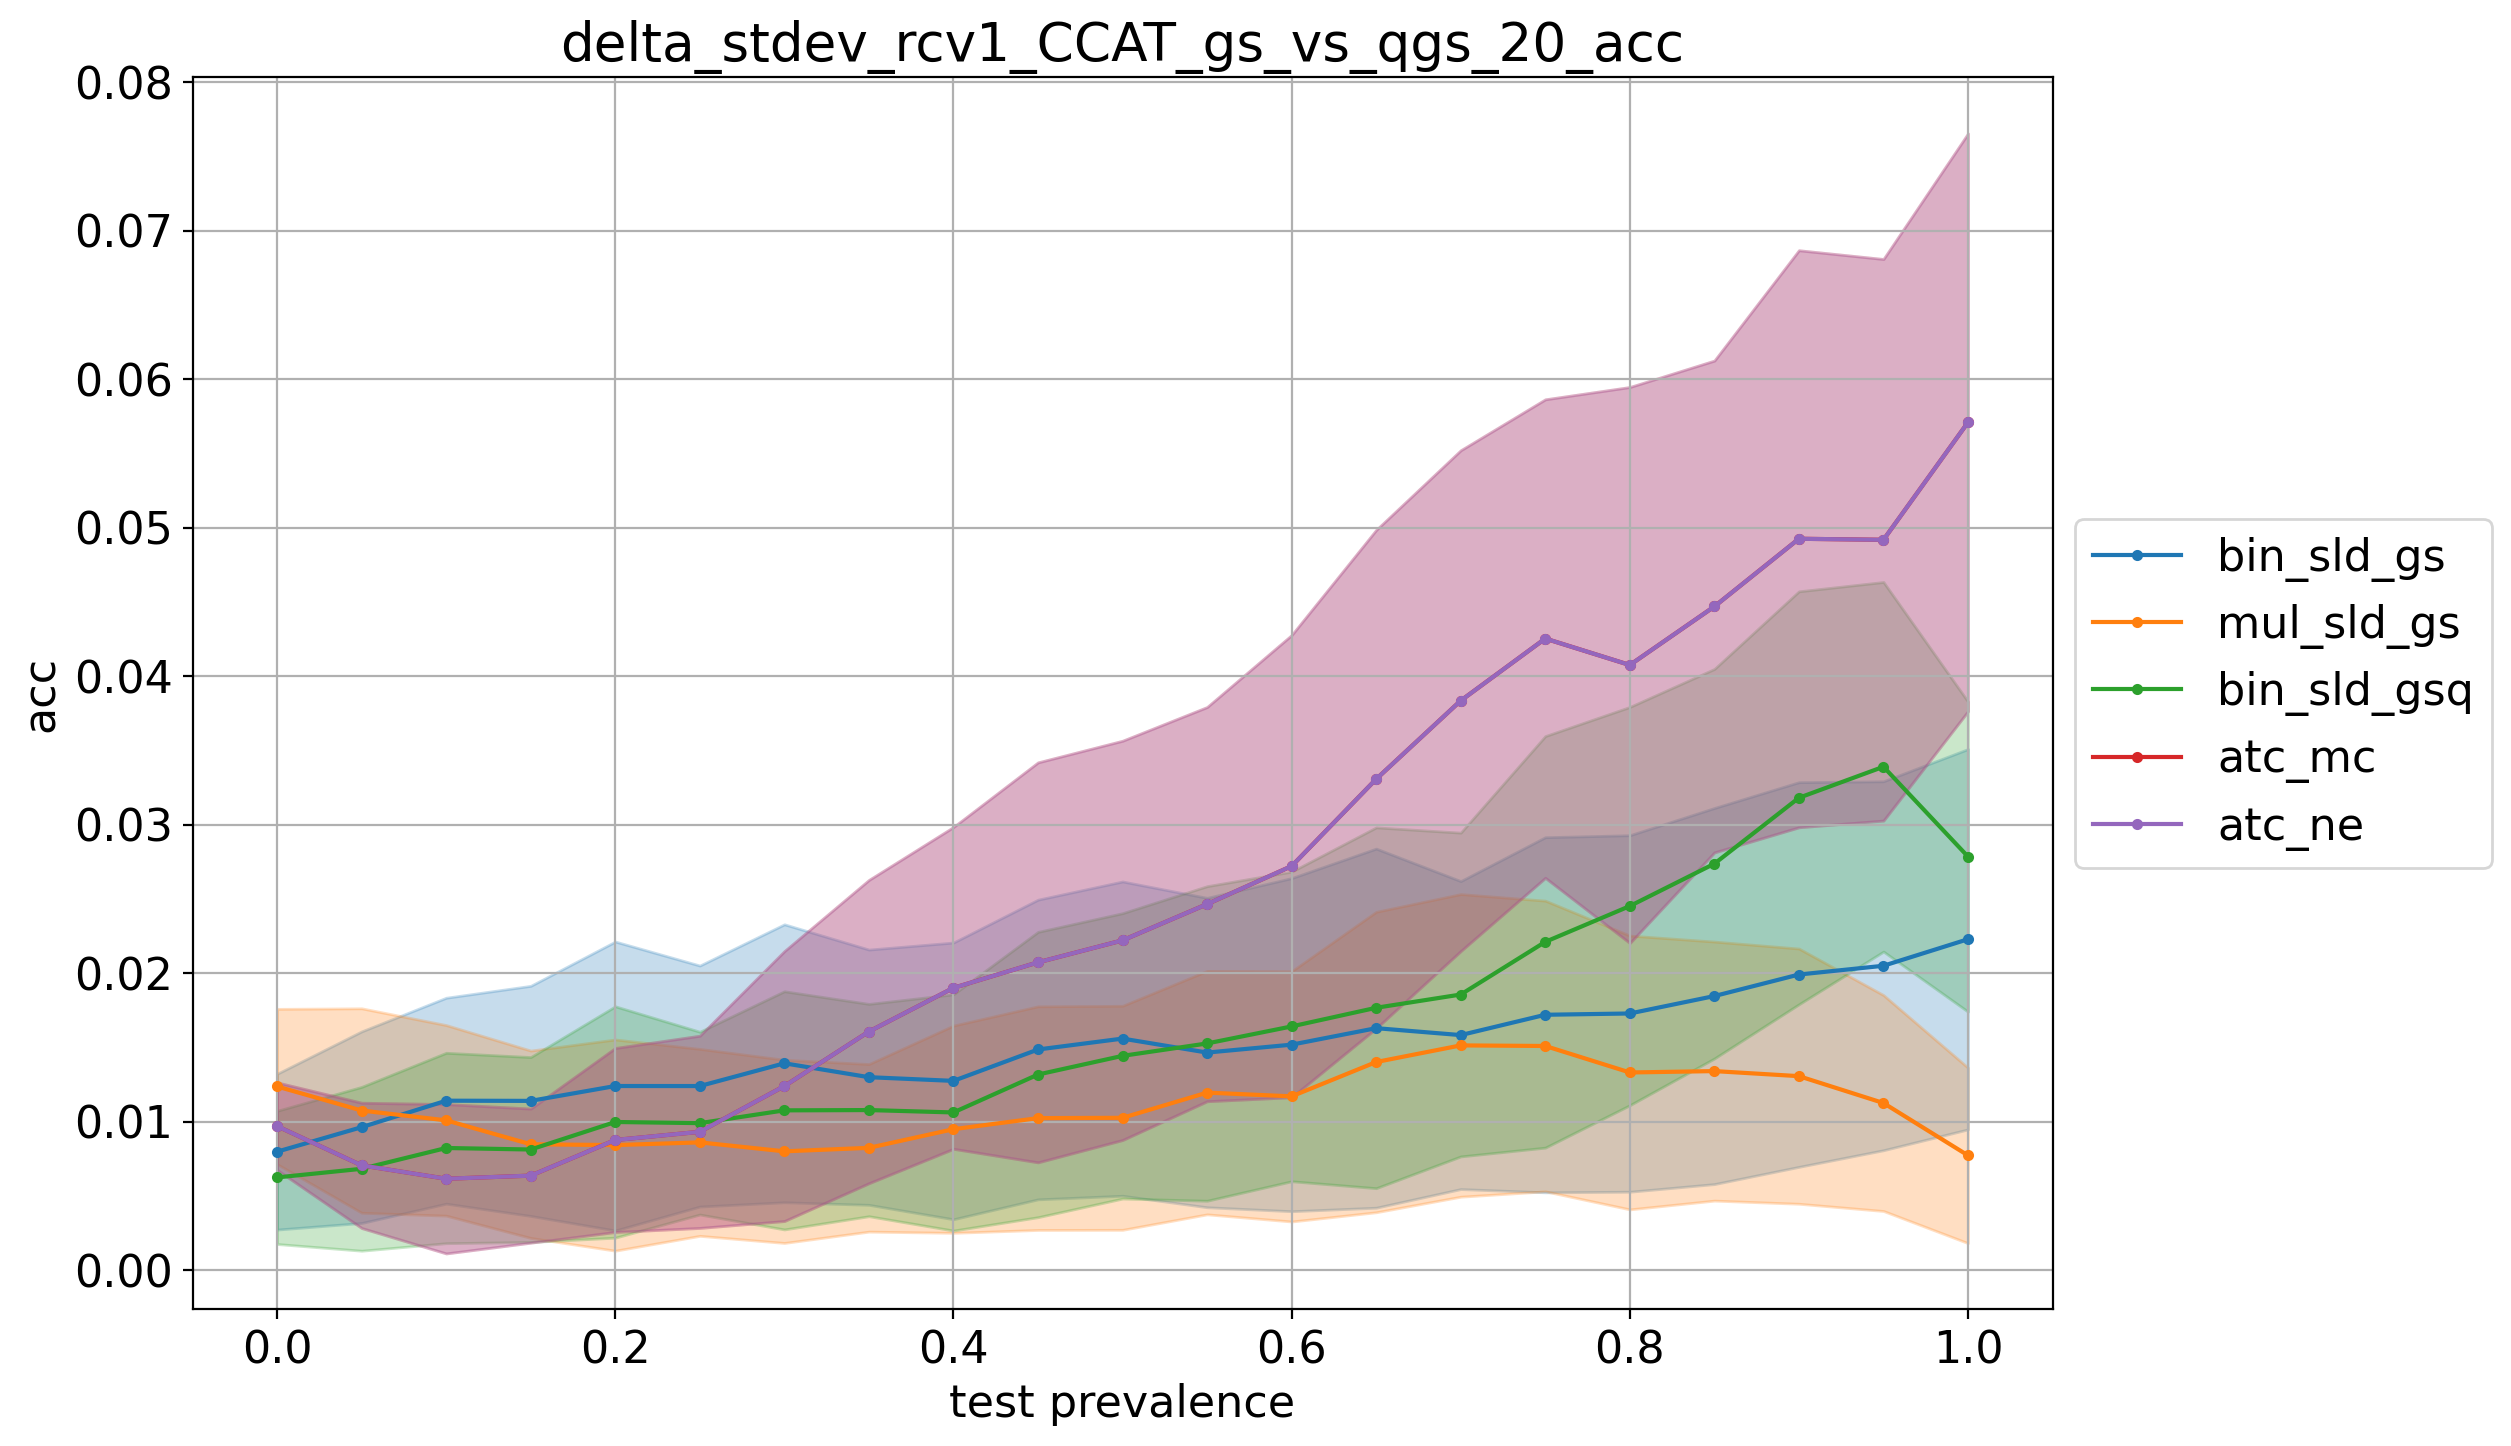 delta_stdev_rcv1_CCAT_gs_vs_qgs_20_acc
0.08
0.07
0.06
0.05
0.04
0.03
0.02
0.01
0.00
acc
0.0 0.2 0.4 0.6 0.8 1.0
test prevalence
bin_sld_gs
mul_sld_gs
bin_sld_gsq
atc_mc
atc_ne